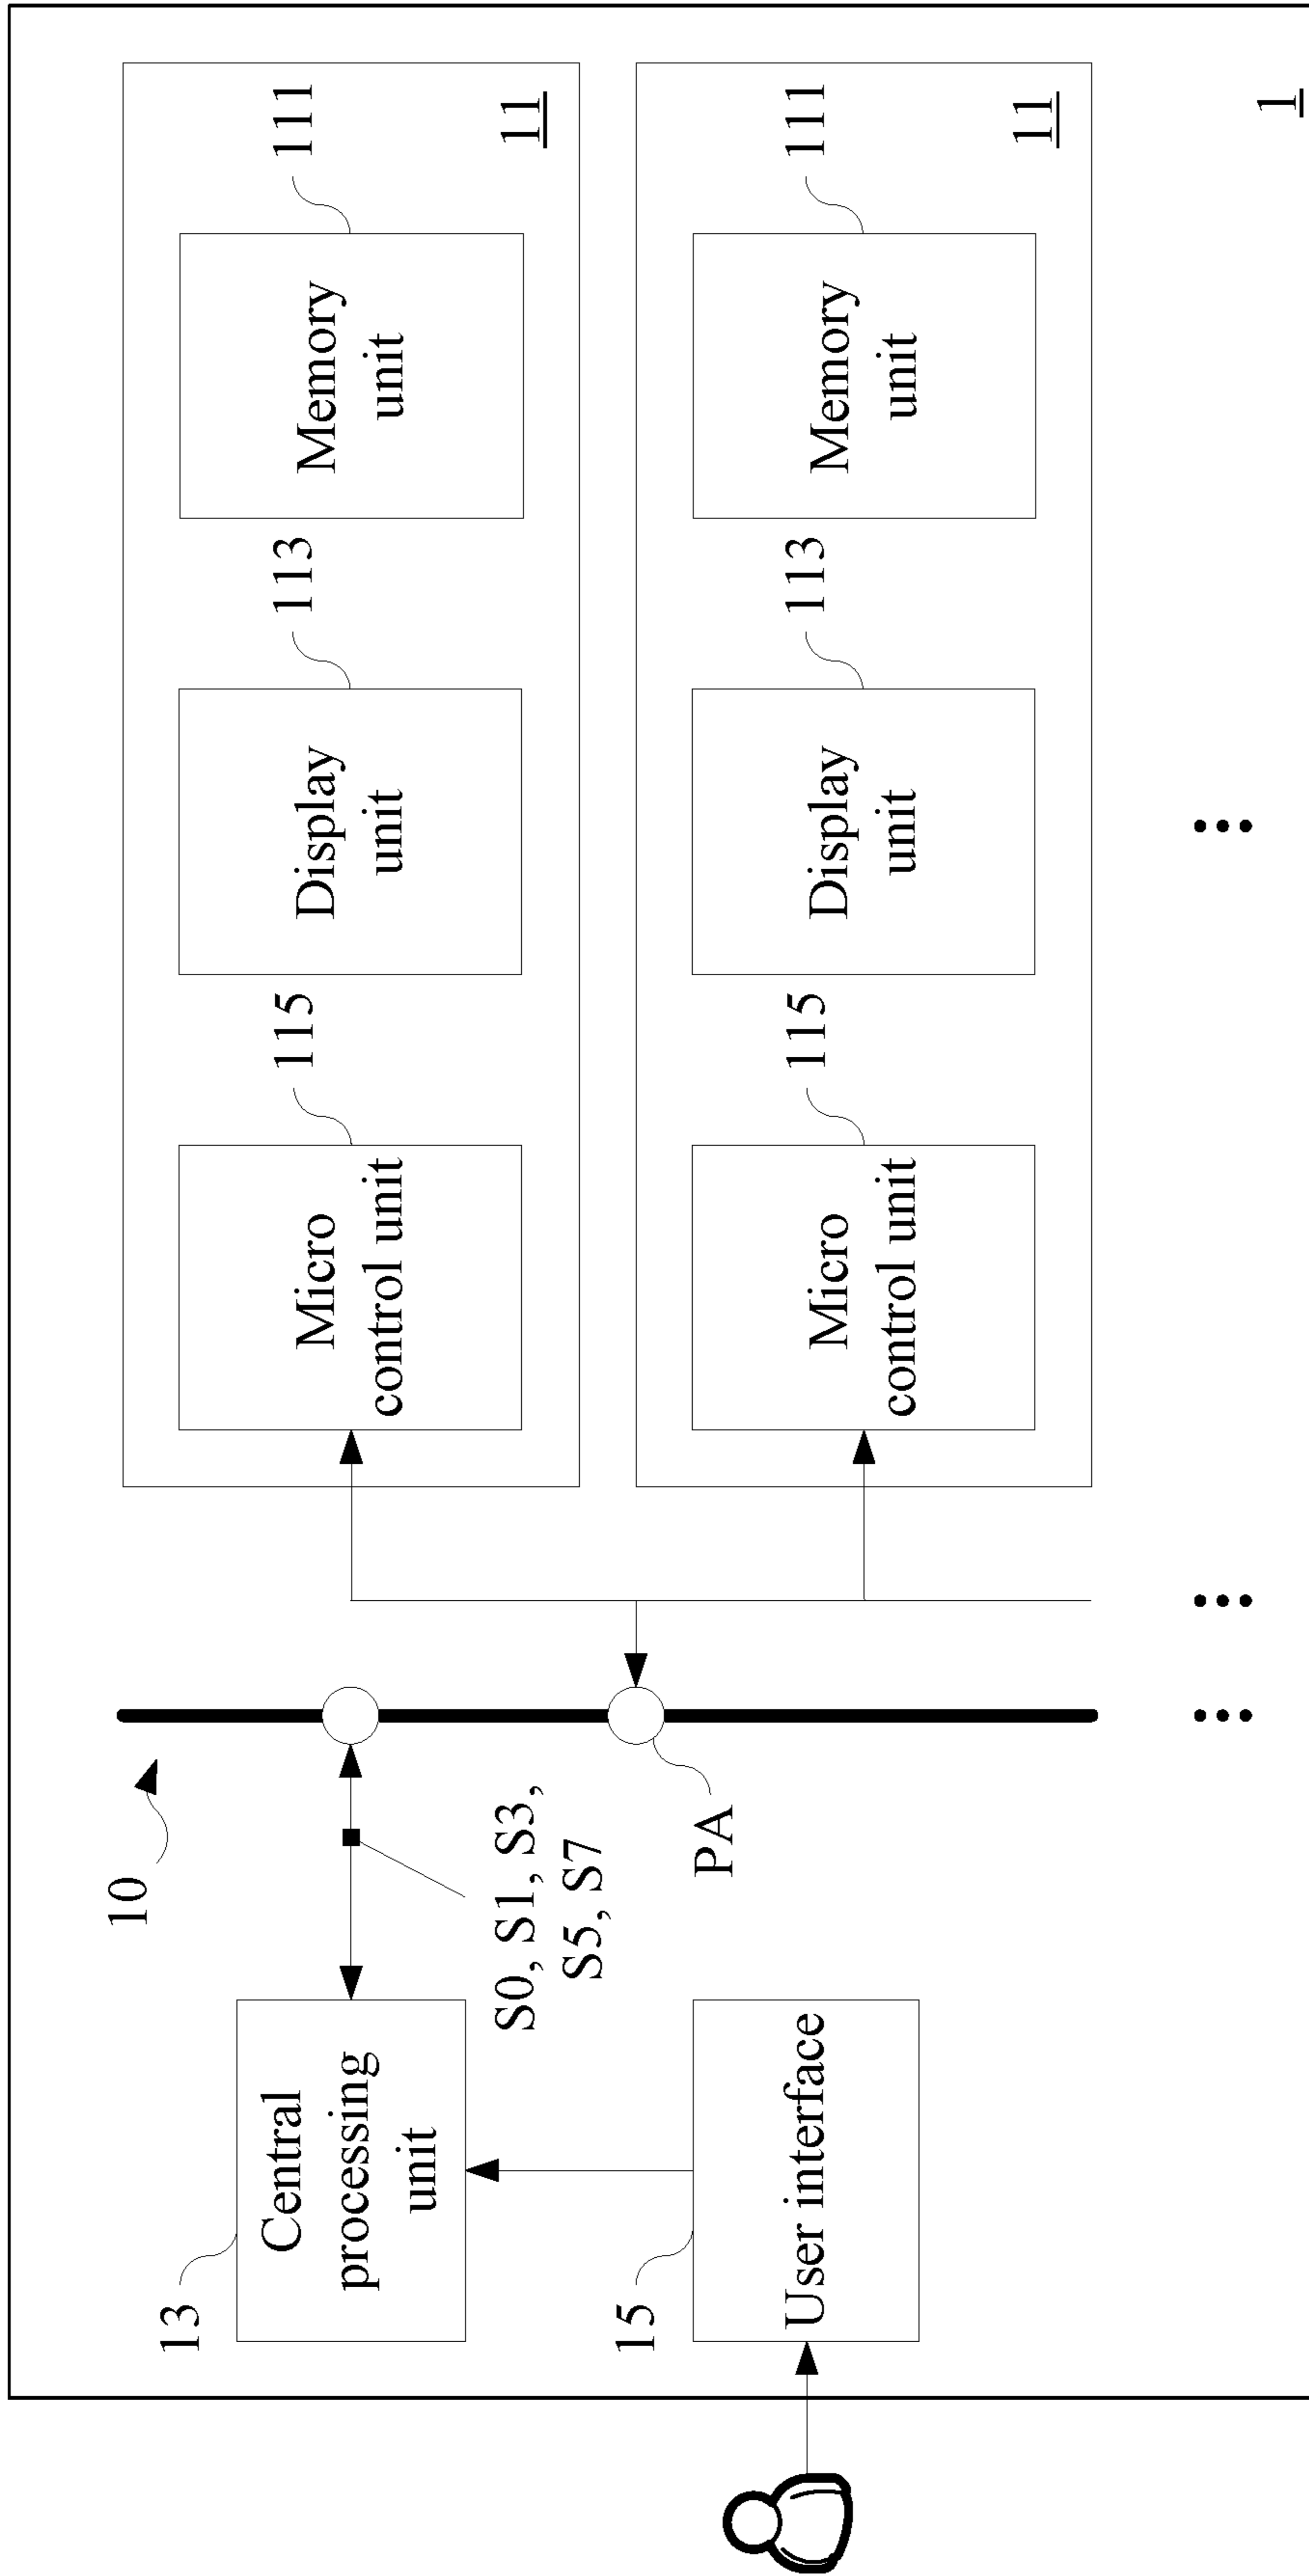 10
13
Central
processing
unit
S0, S1, S3,
S5, S7
15
User interface
PA
115
Micro
control unit
113
Display
unit
111
Memory
unit
11
115
Micro
control unit
113
Display
unit
111
Memory
unit
11
1